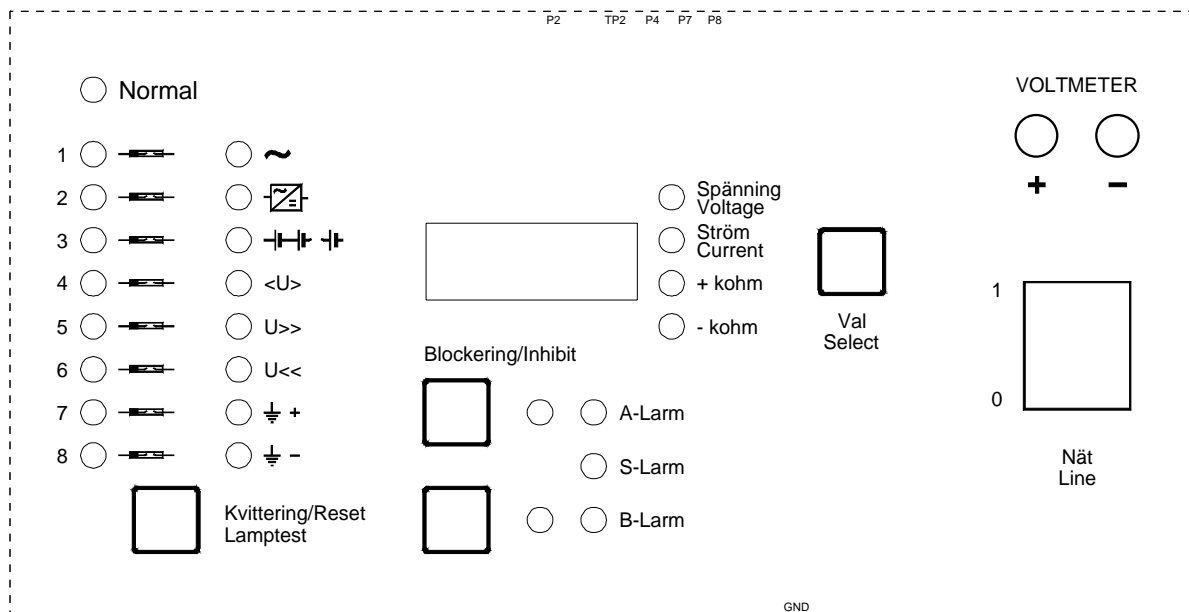 P2 TP2 P4 P7 P8
Normal
VOLTMETER
+ −
1
2
3
4
5
6
7
8
~
<U>
U>>
U<<
+
−
Spänning
Voltage
Ström
Current
+ kohm
- kohm
Val
Select
1
0
Nät
Line
Blockering/Inhibit
A-Larm
S-Larm
B-Larm
Kvittering/Reset
Lamptest
GND